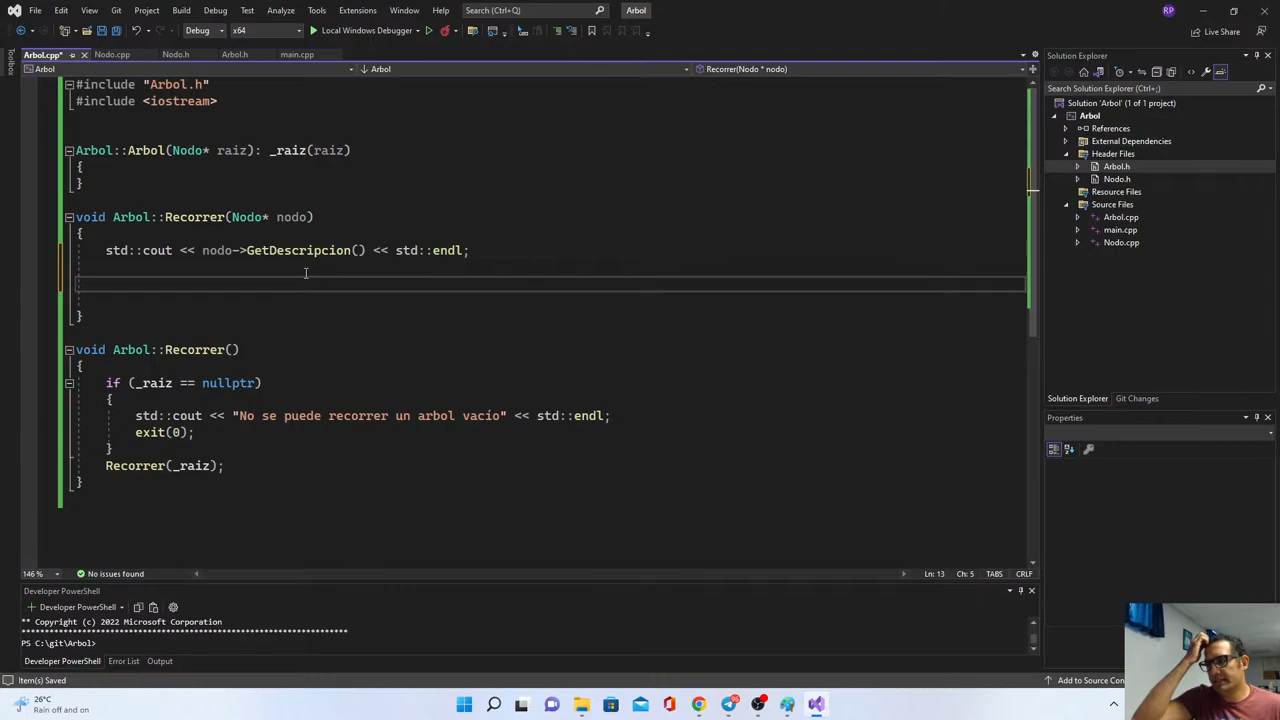 File Edit View Git Project Build Debug Test Analyze Tools Extensions Window Help Search (Ctrl+Q) Arbol RP
Debug x64 Local Windows Debugger Live Share
Arbol.cpp* Nodo.cpp Nodo.h Arbol.h main.cpp
Arbol Arbol Recorrer(Nodo * nodo)
Toolbox
#include "Arbol.h"
#include <iostream>
Arbol::Arbol(Nodo* raiz): _raiz(raiz)
{
}
void Arbol::Recorrer(Nodo* nodo)
{
std::cout << nodo->GetDescripcion() << std::endl;
}
void Arbol::Recorrer()
{
if (_raiz == nullptr)
{
std::cout << "No se puede recorrer un arbol vacio" << std::endl;
exit(0);
}
Recorrer(_raiz);
}
146 % No issues found Ln: 13 Ch: 5 TABS CRLF
Developer PowerShell
+ Developer PowerShell
** Copyright (c) 2022 Microsoft Corporation
**********************************************************************
PS C:\git\Arbol>
Developer PowerShell Error List Output
Solution Explorer
Search Solution Explorer (Ctrl+;)
Solution 'Arbol' (1 of 1 project)
Arbol
References
External Dependencies
Header Files
Arbol.h
Nodo.h
Resource Files
Source Files
Arbol.cpp
main.cpp
Nodo.cpp
Solution Explorer Git Changes
Properties
Item(s) Saved
Add to Source Con
26°C
Rain off and on